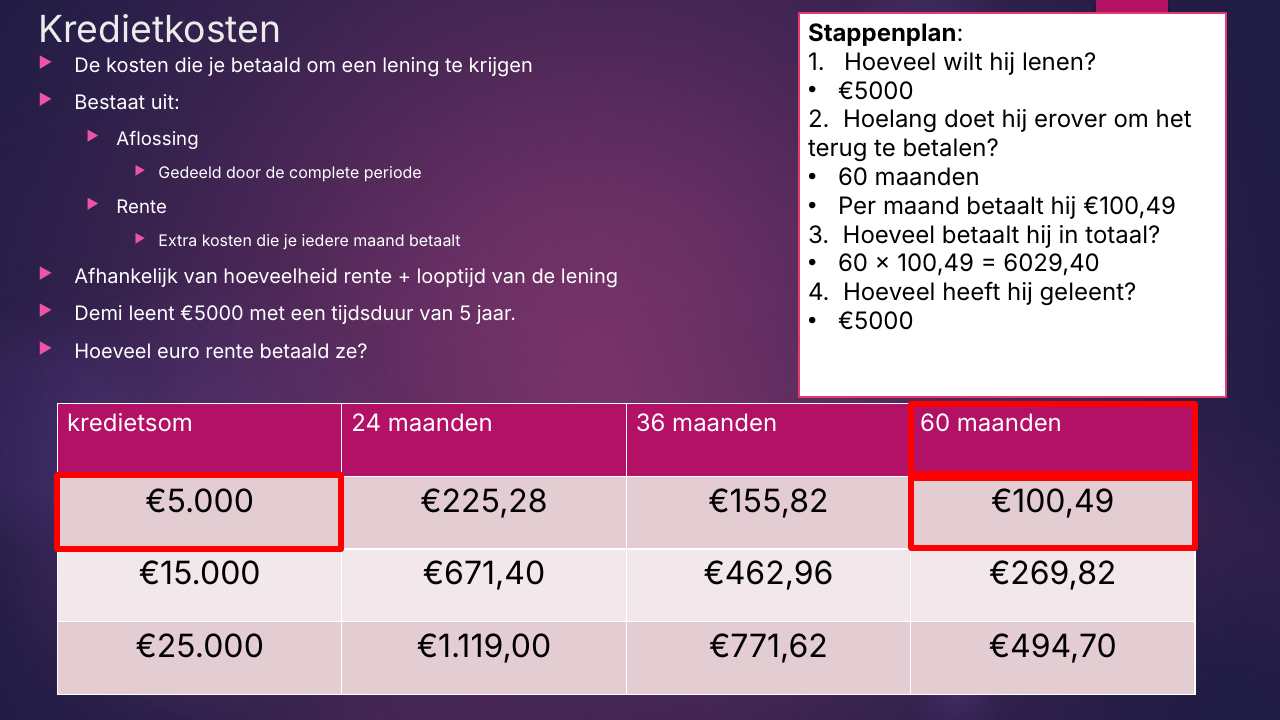 Kredietkosten
De kosten die je betaald om een lening te krijgen
Bestaat uit:
Aflossing
Gedeeld door de complete periode
Rente
Extra kosten die je iedere maand betaalt
Afhankelijk van hoeveelheid rente + looptijd van de lening
Demi leent €5000 met een tijdsduur van 5 jaar.
Hoeveel euro rente betaald ze?
Stappenplan:
1. Hoeveel wilt hij lenen?
• €5000
2. Hoelang doet hij erover om het
terug te betalen?
• 60 maanden
• Per maand betaalt hij €100,49
3. Hoeveel betaalt hij in totaal?
• 60 × 100,49 = 6029,40
4. Hoeveel heeft hij geleent?
• €5000
kredietsom 24 maanden 36 maanden 60 maanden
€5.000 €225,28 €155,82 €100,49
€15.000 €671,40 €462,96 €269,82
€25.000 €1.119,00 €771,62 €494,70